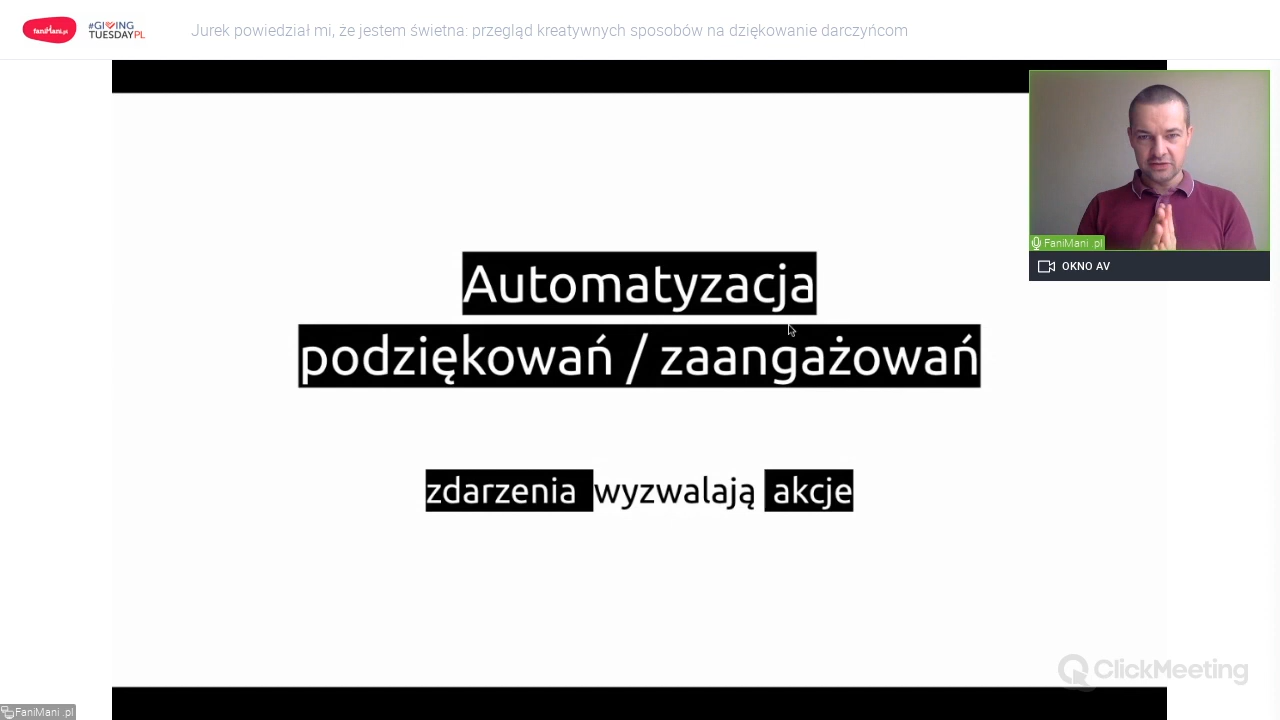 faniMani.pl
#GIVING
TUESDAYPL
Jurek powiedział mi, że jestem świetna: przegląd kreatywnych sposobów na dziękowanie darczyńcom
FaniMani .pl
OKNO AV
Automatyzacja
podziękowań / zaangażowań
zdarzenia wyzwalają akcje
ClickMeeting
FaniMani .pl